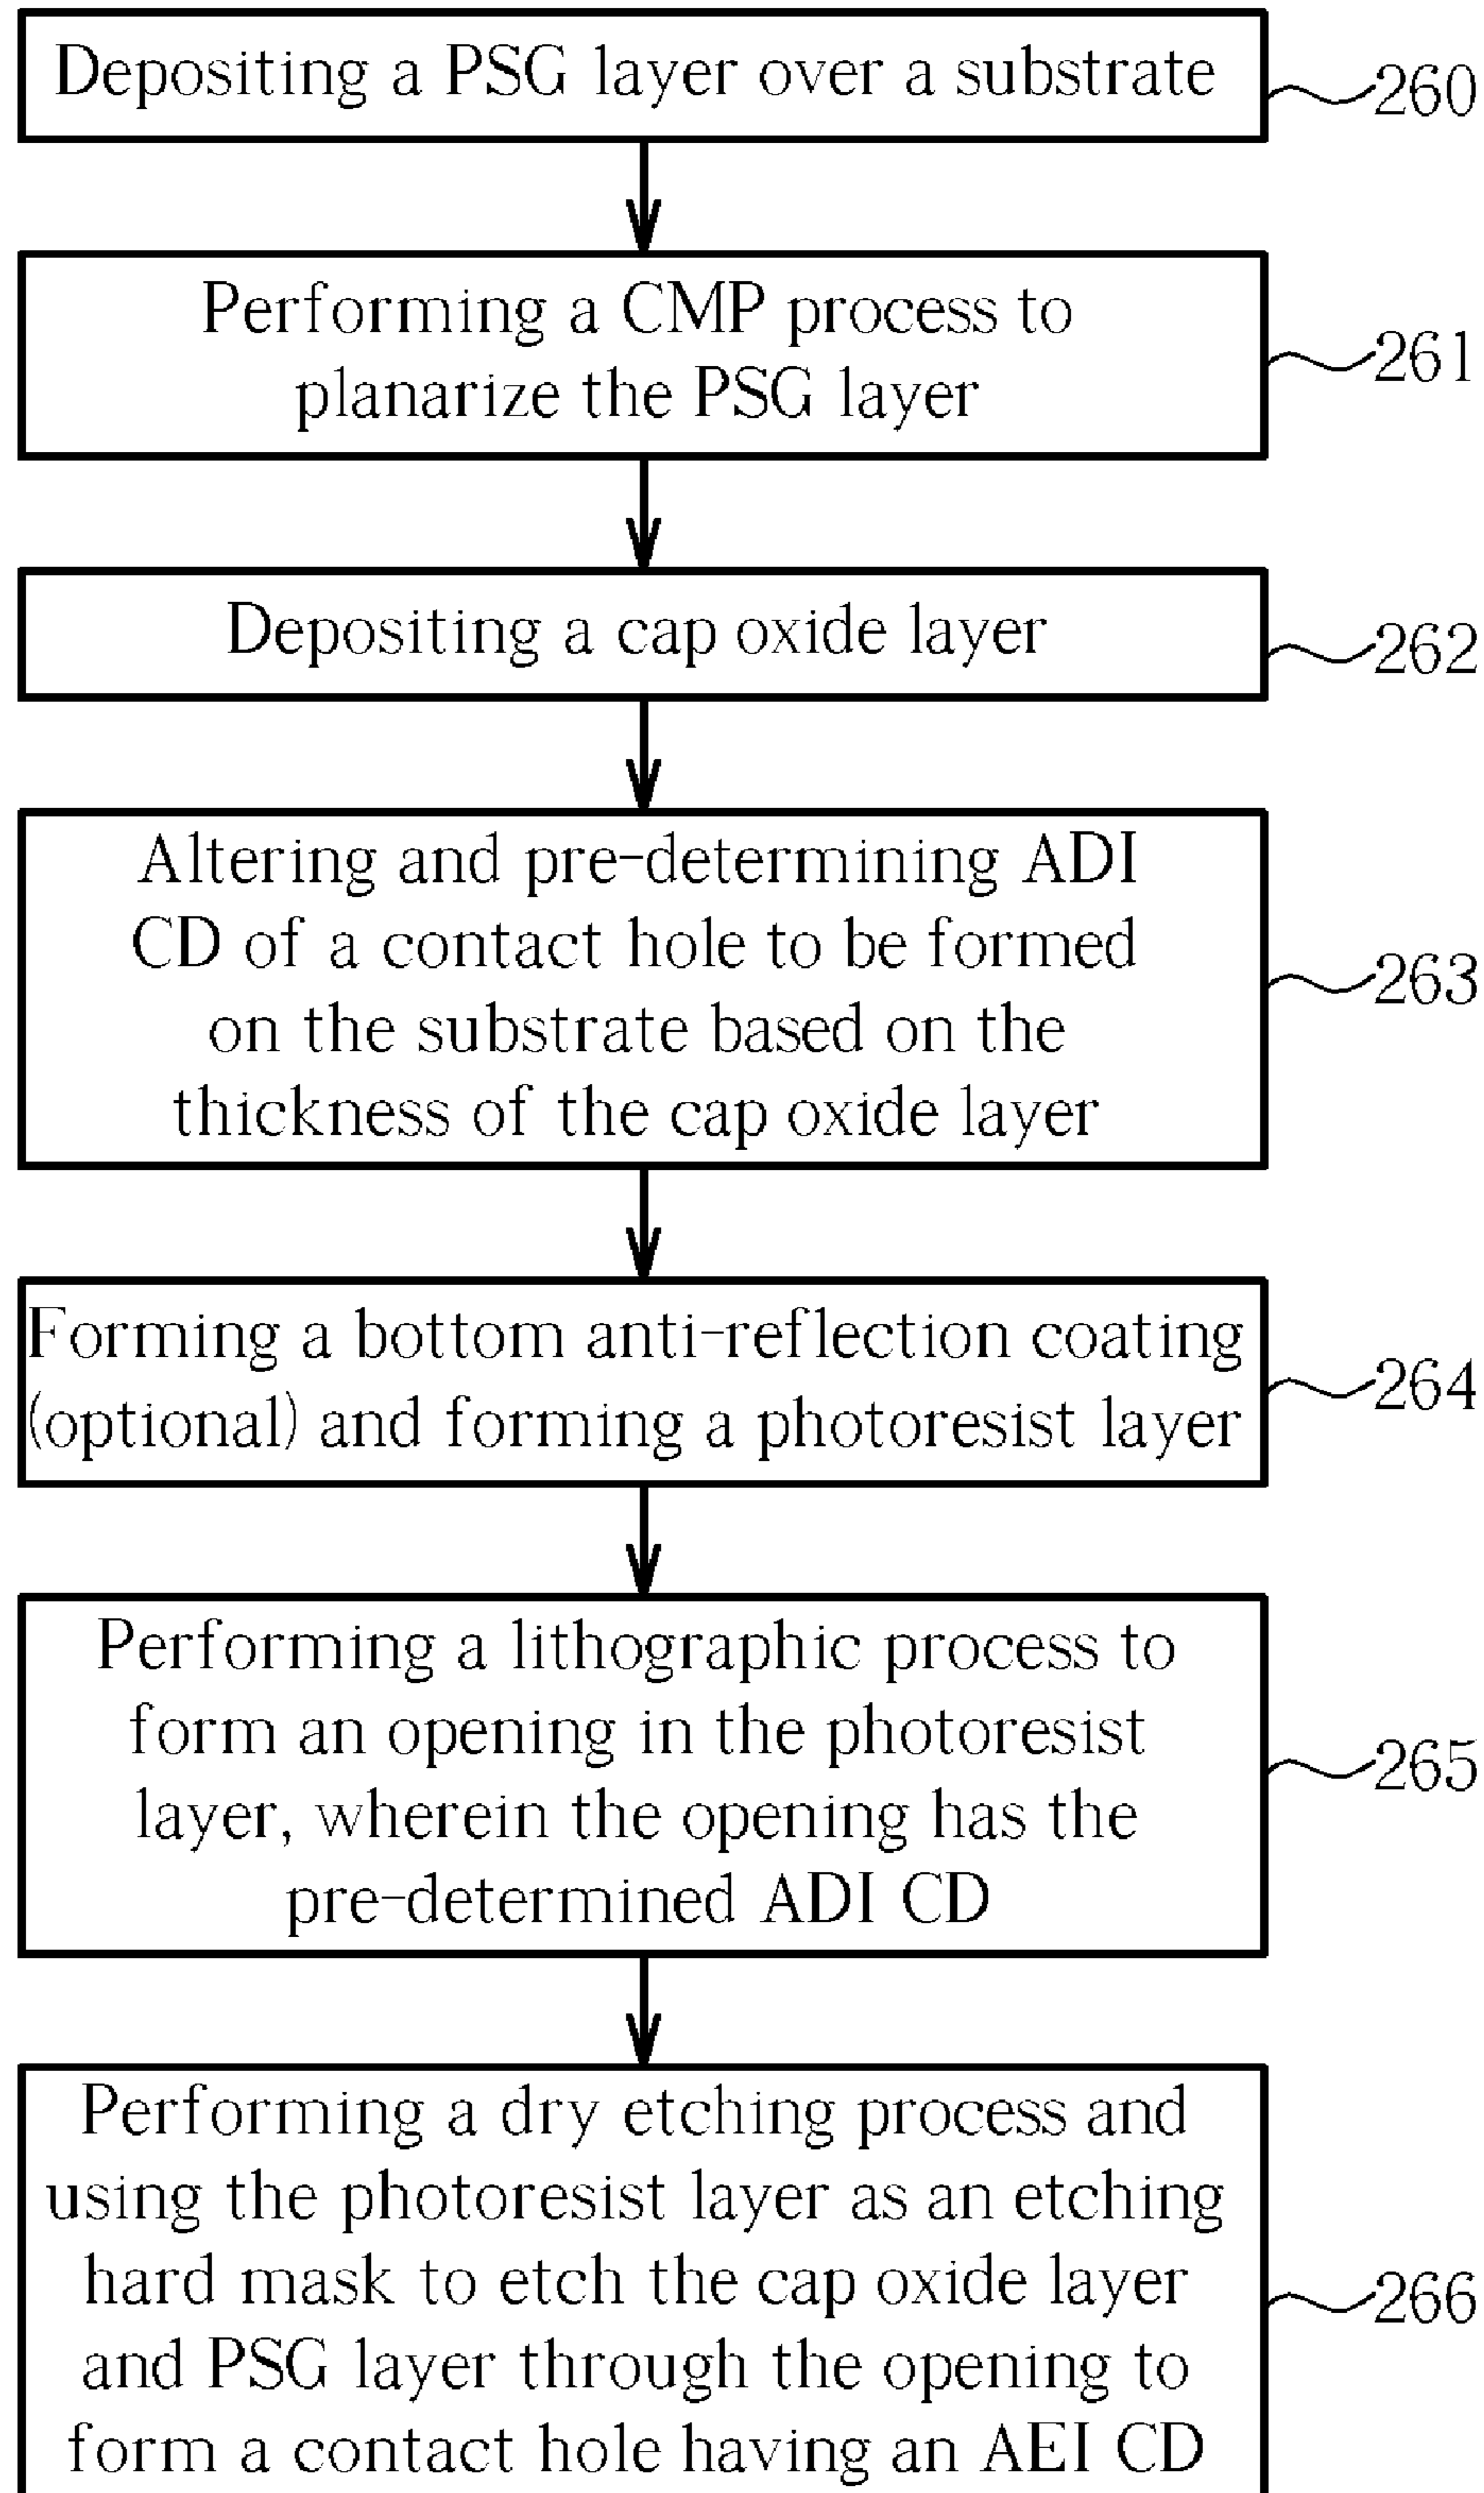 Depositing a PSG layer over a substrate
260
Performing a CMP process to
planarize the PSG layer
261
Depositing a cap oxide layer
262
Altering and pre-determining ADI
CD of a contact hole to be formed
on the substrate based on the
thickness of the cap oxide layer
263
Forming a bottom anti-reflection coating
(optional) and forming a photoresist layer
264
Performing a lithographic process to
form an opening in the photoresist
layer, wherein the opening has the
pre-determined ADI CD
265
Performing a dry etching process and
using the photoresist layer as an etching
hard mask to etch the cap oxide layer
and PSG layer through the opening to
form a contact hole having an AEI CD
266